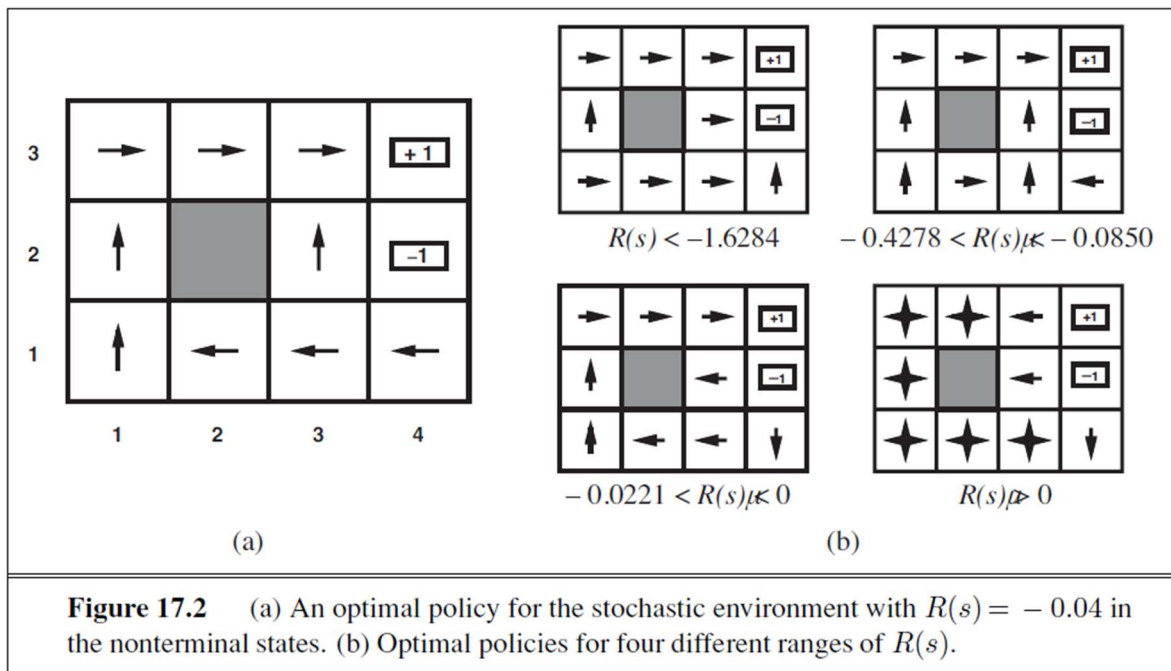 3
+ 1
2
–1
1
1 2 3 4
(a)
+1
–1
R(s) < –1.6284
+1
–1
– 0.4278 < R(s)µ< – 0.0850
+1
–1
– 0.0221 < R(s)µ< 0
+1
–1
R(s)µ> 0
(b)
Figure 17.2 (a) An optimal policy for the stochastic environment with R(s) = – 0.04 in
the nonterminal states. (b) Optimal policies for four different ranges of R(s).